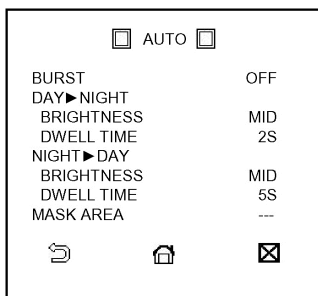 AUTO
BURST OFF
DAY►NIGHT
BRIGHTNESS MID
DWELL TIME 2S
NIGHT►DAY
BRIGHTNESS MID
DWELL TIME 5S
MASK AREA ---